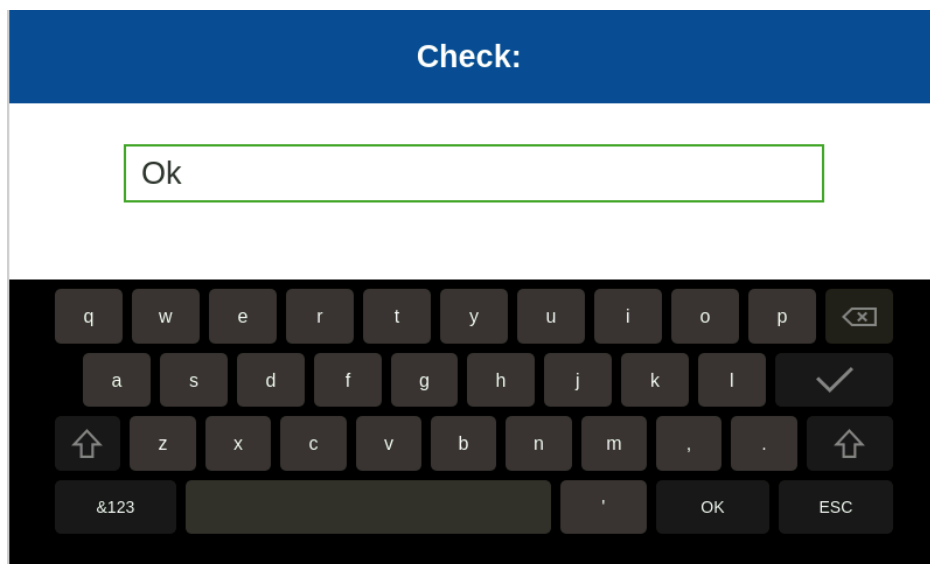 Check:
Ok
q w e r t y u i o p
a s d f g h j k l
z x c v b n m , .
&123 ' OK ESC